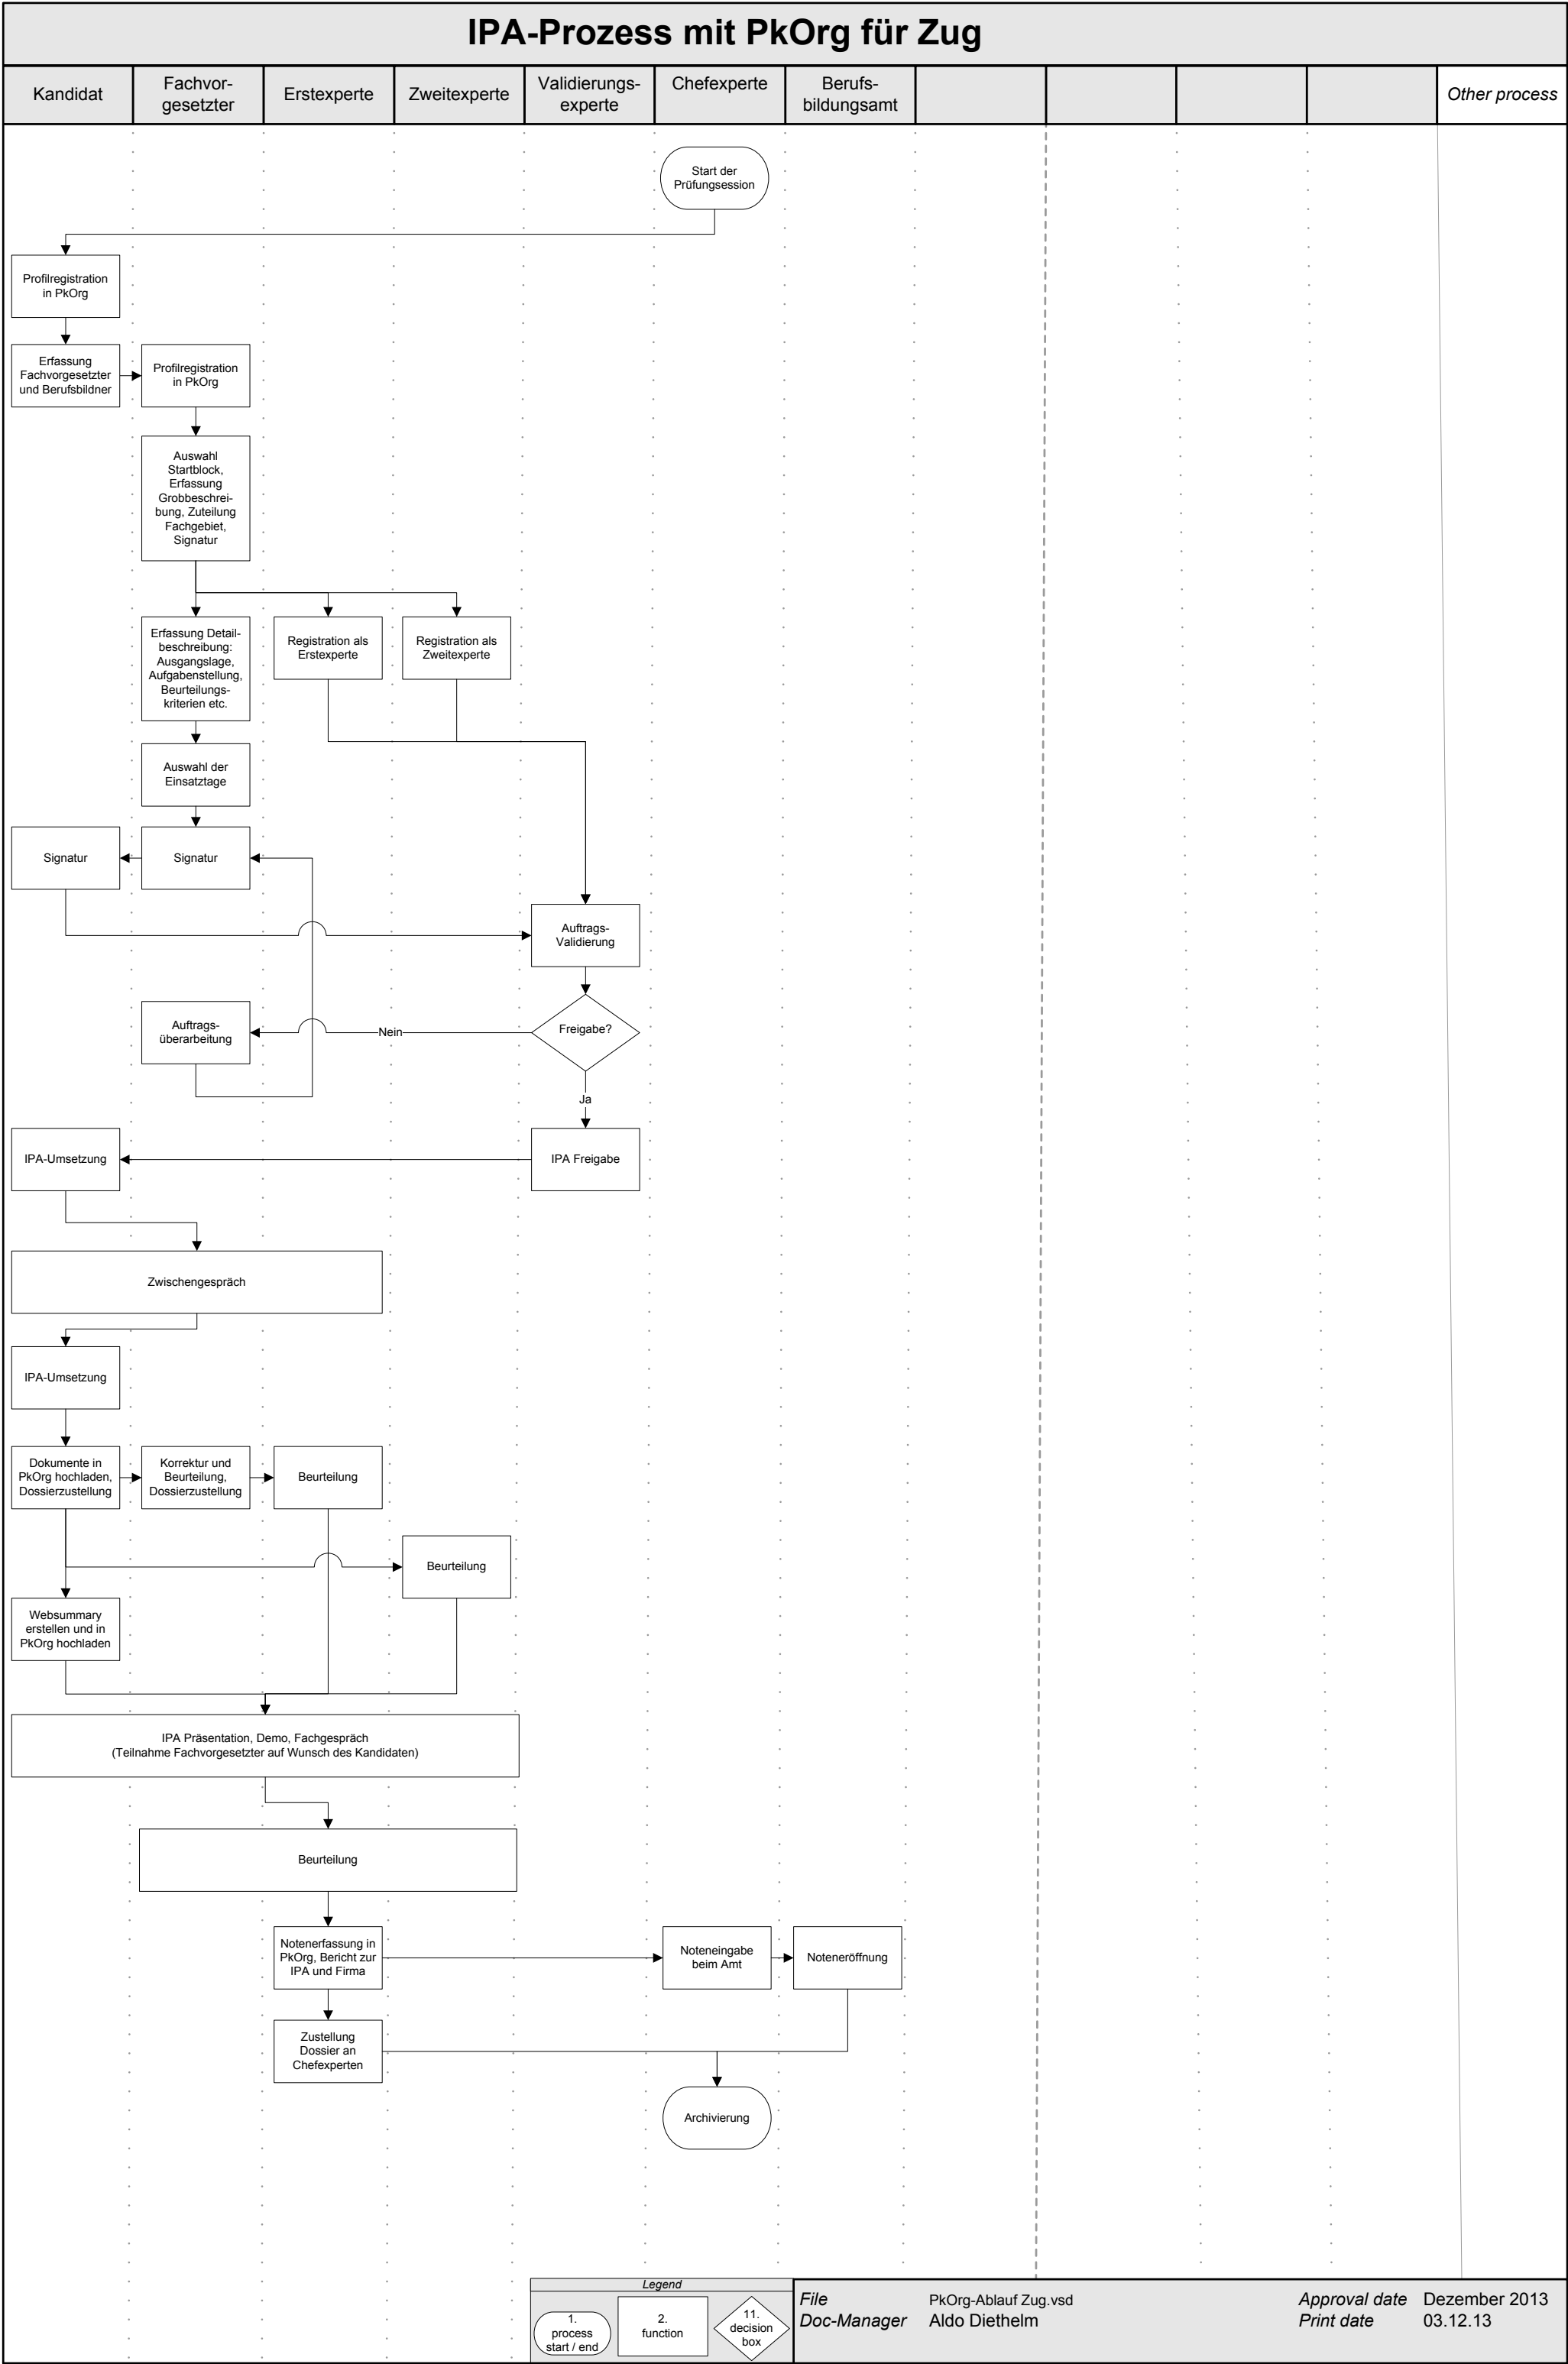 IPA-Prozess mit PkOrg für Zug
Kandidat
Fachvor-
gesetzter
Erstexperte
Zweitexperte
Validierungs-
experte
Chefexperte
Berufs-
bildungsamt
Other process
Start der
Prüfungsession
Profilregistration
in PkOrg
Erfassung
Fachvorgesetzter
und Berufsbildner
Profilregistration
in PkOrg
Auswahl
Startblock,
Erfassung
Grobbeschrei-
bung, Zuteilung
Fachgebiet,
Signatur
Erfassung Detail-
beschreibung:
Ausgangslage,
Aufgabenstellung,
Beurteilungs-
kriterien etc.
Registration als
Erstexperte
Registration als
Zweitexperte
Auswahl der
Einsatztage
Signatur
Signatur
Auftrags-
Validierung
Auftrags-
überarbeitung
Nein
Freigabe?
Ja
IPA-Umsetzung
IPA Freigabe
Zwischengespräch
IPA-Umsetzung
Dokumente in
PkOrg hochladen,
Dossierzustellung
Korrektur und
Beurteilung,
Dossierzustellung
Beurteilung
Beurteilung
Websummary
erstellen und in
PkOrg hochladen
IPA Präsentation, Demo, Fachgespräch
(Teilnahme Fachvorgesetzter auf Wunsch des Kandidaten)
Beurteilung
Notenerfassung in
PkOrg, Bericht zur
IPA und Firma
Noteneingabe
beim Amt
Noteneröffnung
Zustellung
Dossier an
Chefexperten
Archivierung
Legend
1.
process
start / end
2.
function
11.
decision
box
File PkOrg-Ablauf Zug.vsd
Doc-Manager Aldo Diethelm
Approval date Dezember 2013
Print date 03.12.13